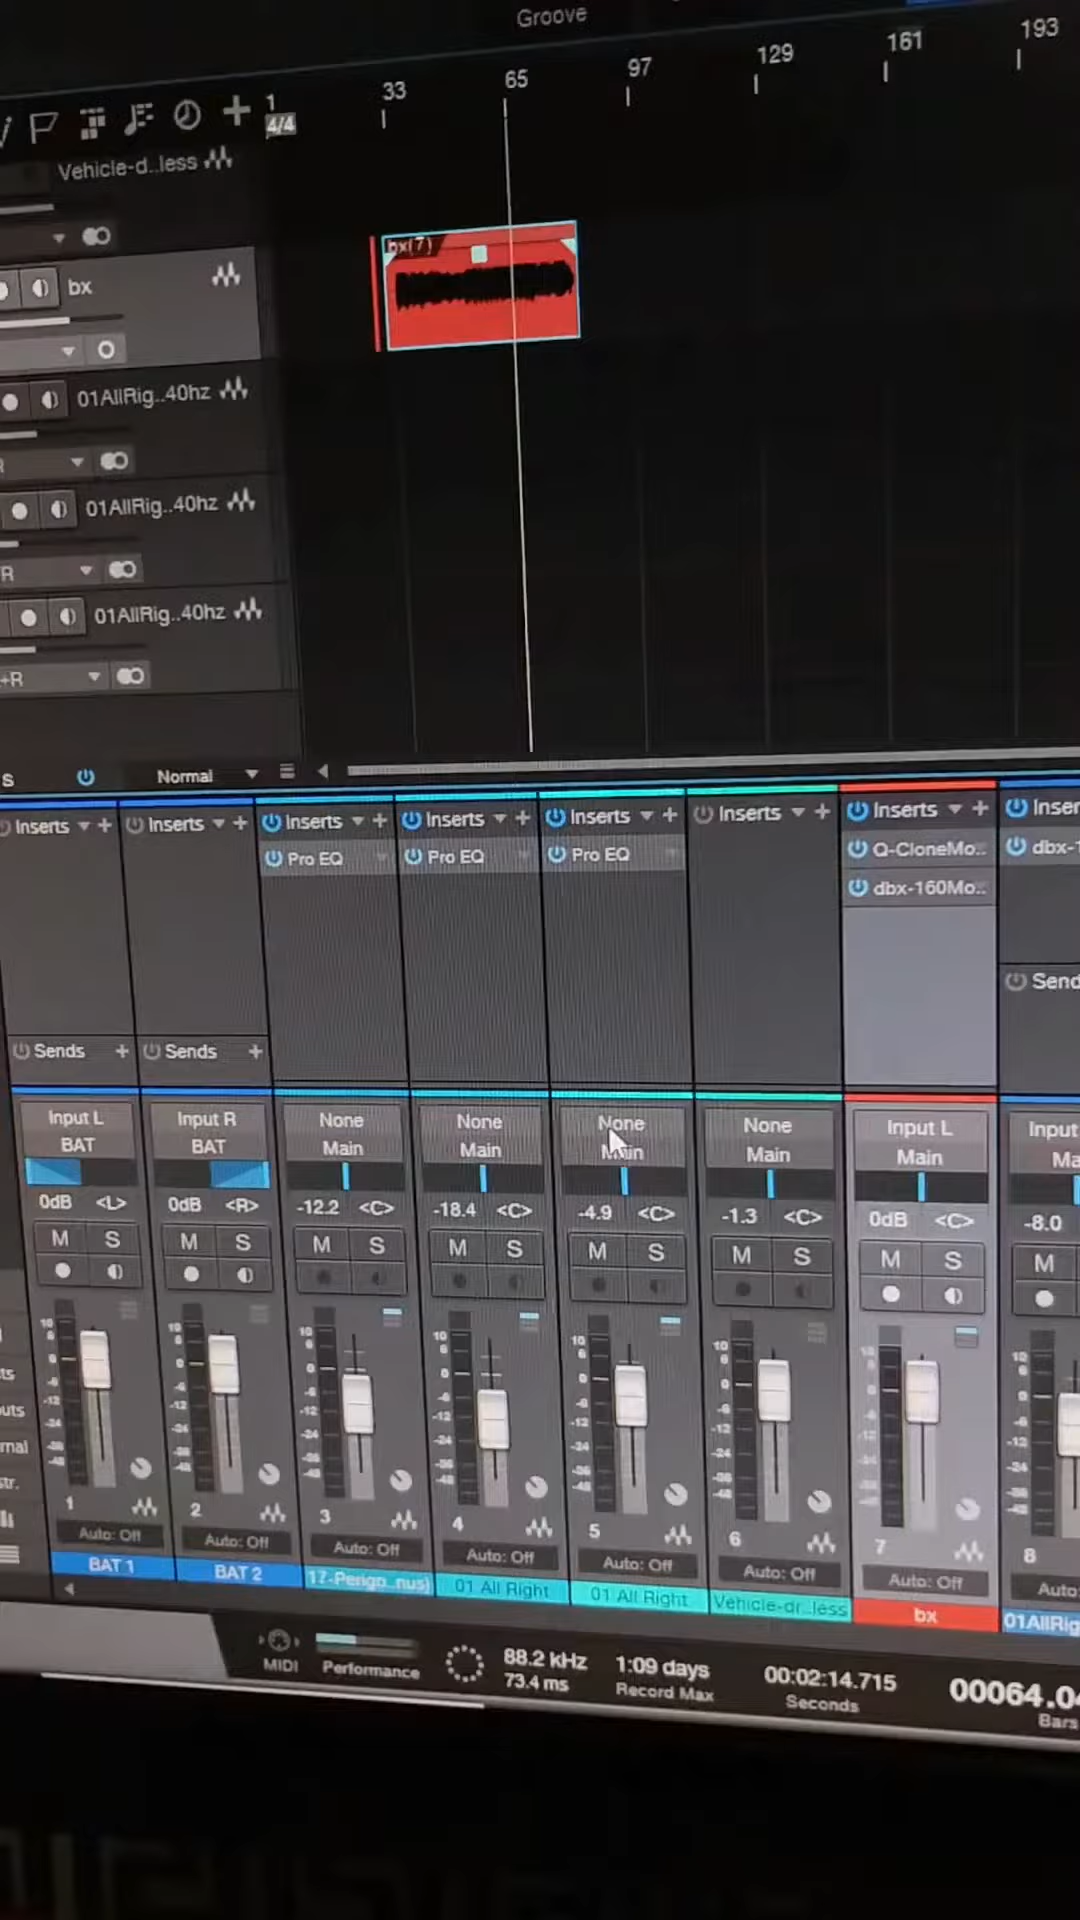 Groove
1 33 65 97 129 161 193
4/4
Vehicle-d..less
bx(7)
bx
01AllRig..40hz
01AllRig..40hz
R
01AllRig..40hz
+R
S Normal
Inserts Inserts Inserts Inserts Inserts Inserts Inserts Inser
Pro EQ Pro EQ Pro EQ Q-CloneMo.. dbx-1
dbx-160Mo..
Send
Sends Sends
Input L Input R None None None None Input L Input
BAT BAT Main Main Main Main Main Ma
0dB <L> 0dB <R> -12.2 <C> -18.4 <C> -4.9 <C> -1.3 <C> 0dB <C> -8.0
M S M S M S M S M S M S M S M
1 2 3 4 5 6 7 8
Auto: Off Auto: Off Auto: Off Auto: Off Auto: Off Auto: Off Auto: Off Auto:
BAT 1 BAT 2 17-Perign..nus) 01 All Right 01 All Right Vehicle-dr..less bx 01AllRig
MIDI Performance 88.2 kHz 1:09 days 00:02:14.715 00064.04
73.4 ms Record Max Seconds Bars